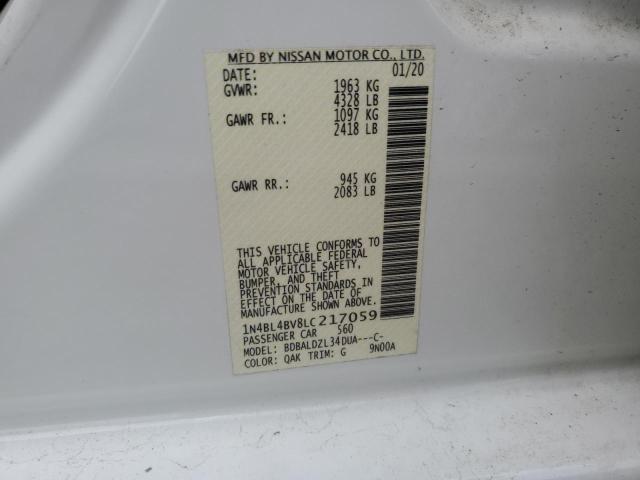 MFD BY NISSAN MOTOR CO., LTD.
DATE: 01/20
GVWR: 1963 KG
4328 LB
GAWR FR.: 1097 KG
2418 LB
GAWR RR.: 945 KG
2083 LB
THIS VEHICLE CONFORMS TO
ALL APPLICABLE FEDERAL
MOTOR VEHICLE SAFETY,
BUMPER, AND THEFT
PREVENTION STANDARDS IN
EFFECT ON THE DATE OF
MANUFACTURE SHOWN ABOVE.
1N4BL4BV8LC217059
PASSENGER CAR 560
MODEL: BDBALDZL34DUA---C-
COLOR: QAK TRIM: G 9N00A